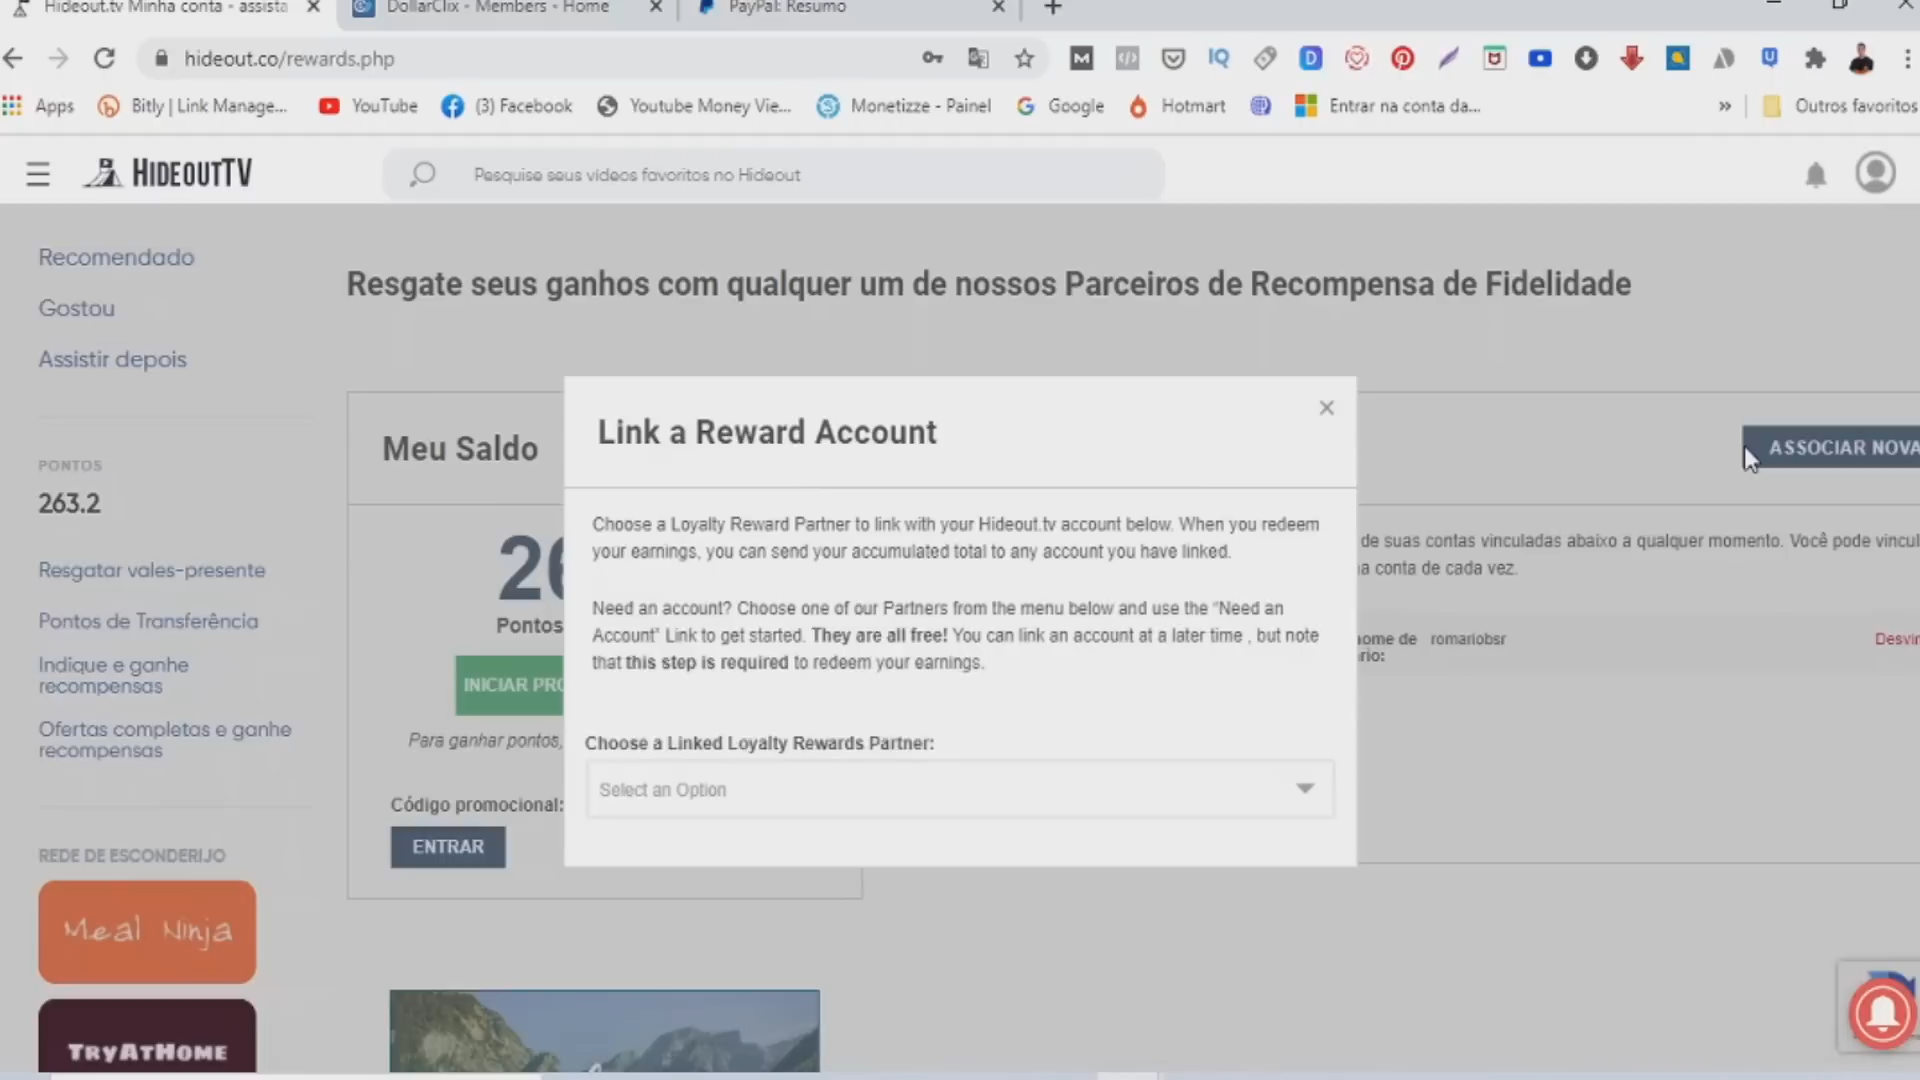 Hideout.tv Minha conta - assista
DollarClix - Members - Home
PayPal: Resumo
hideout.co/rewards.php
Apps
Bitly | Link Manage...
YouTube
(3) Facebook
Youtube Money Vie...
Monetizze - Painel
Google
Hotmart
Entrar na conta da...
Outros favoritos
HIDEOUTTV
Pesquise seus vídeos favoritos no Hideout
Recomendado
Gostou
Assistir depois
PONTOS
263.2
Resgatar vales-presente
Pontos de Transferência
Indique e ganhe
recompensas
Ofertas completas e ganhe
recompensas
REDE DE ESCONDERIJO
Meal Ninja
TRYATHOME
Resgate seus ganhos com qualquer um de nossos Parceiros de Recompensa de Fidelidade
Meu Saldo
26
Pontos
INICIAR PRO
Para ganhar pontos,
Código promocional:
ENTRAR
Link a Reward Account
Choose a Loyalty Reward Partner to link with your Hideout.tv account below. When you redeem
your earnings, you can send your accumulated total to any account you have linked.
Need an account? Choose one of our Partners from the menu below and use the "Need an
Account" Link to get started. They are all free! You can link an account at a later time , but note
that this step is required to redeem your earnings.
Choose a Linked Loyalty Rewards Partner:
Select an Option
ASSOCIAR NOVA
de suas contas vinculadas abaixo a qualquer momento. Você pode vincul
a conta de cada vez.
ome de romariobsr
rio:
Desvin